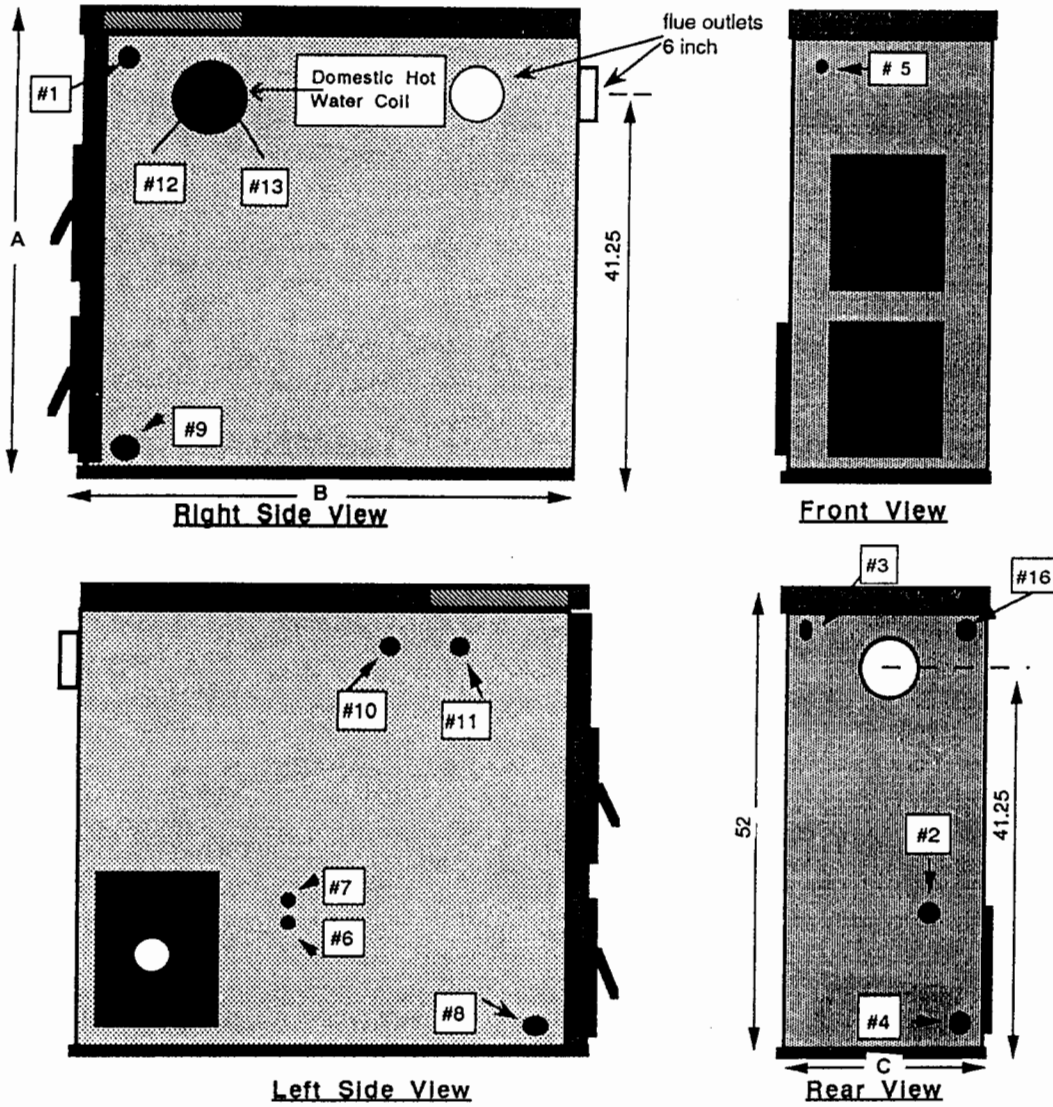 flue outlets
6 inch
#1
Domestic Hot
Water Coil
# 5
#12
#13
A
41.25
#9
B
Right Side View
Front View
#3
#16
#10
#11
52
41.25
#2
#7
#6
#8
#4
C
Left Side View
Rear View